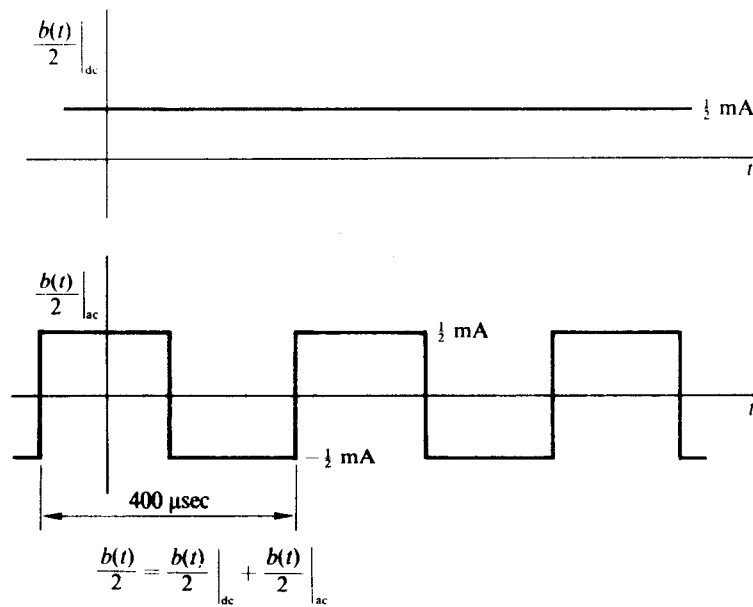 b(t)/2 |dc
½ mA
t
b(t)/2 |ac
½ mA
t
−½ mA
400 μsec
b(t)/2 = b(t)/2 |dc + b(t)/2 |ac